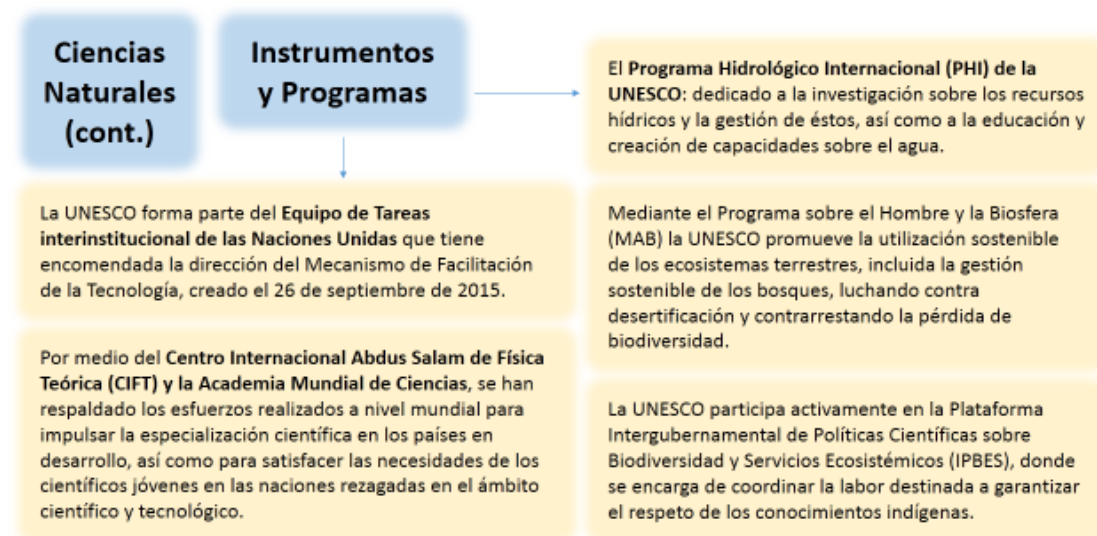 Ciencias
Naturales
(cont.)
Instrumentos
y Programas
El Programa Hidrológico Internacional (PHI) de la
UNESCO: dedicado a la investigación sobre los recursos
hídricos y la gestión de éstos, así como a la educación y
creación de capacidades sobre el agua.
La UNESCO forma parte del Equipo de Tareas
interinstitucional de las Naciones Unidas que tiene
encomendada la dirección del Mecanismo de Facilitación
de la Tecnología, creado el 26 de septiembre de 2015.
Por medio del Centro Internacional Abdus Salam de Física
Teórica (CIFT) y la Academia Mundial de Ciencias, se han
respaldado los esfuerzos realizados a nivel mundial para
impulsar la especialización científica en los países en
desarrollo, así como para satisfacer las necesidades de los
científicos jóvenes en las naciones rezagadas en el ámbito
científico y tecnológico.
Mediante el Programa sobre el Hombre y la Biosfera
(MAB) la UNESCO promueve la utilización sostenible
de los ecosistemas terrestres, incluida la gestión
sostenible de los bosques, luchando contra
desertificación y contrarrestando la pérdida de
biodiversidad.
La UNESCO participa activamente en la Plataforma
Intergubernamental de Políticas Científicas sobre
Biodiversidad y Servicios Ecosistémicos (IPBES), donde
se encarga de coordinar la labor destinada a garantizar
el respeto de los conocimientos indígenas.